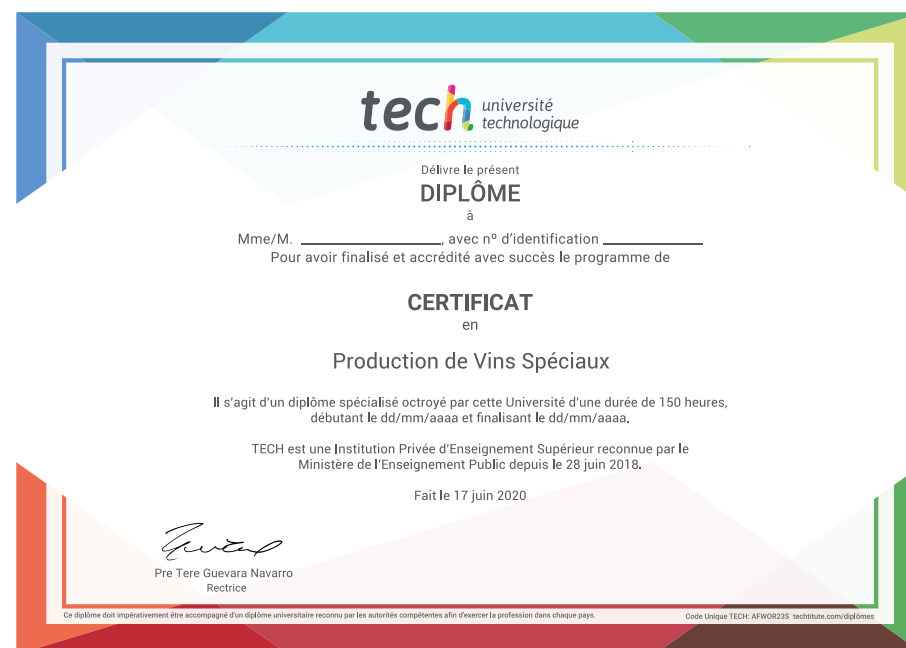 tech université
technologique
Délivre le présent
DIPLÔME
à
Mme/M. ____________________, avec nº d'identification ______________
Pour avoir finalisé et accrédité avec succès le programme de
CERTIFICAT
en
Production de Vins Spéciaux
Il s'agit d'un diplôme spécialisé octroyé par cette Université d'une durée de 150 heures,
débutant le dd/mm/aaaa et finalisant le dd/mm/aaaa.
TECH est une Institution Privée d'Enseignement Supérieur reconnue par le
Ministère de l'Enseignement Public depuis le 28 juin 2018.
Fait le 17 juin 2020
Pre Tere Guevara Navarro
Rectrice
Ce diplôme doit impérativement être accompagné d'un diplôme universitaire reconnu par les autorités compétentes afin d'exercer la profession dans chaque pays.
Code Unique TECH: AFWOR23S techtitute.com/diplômes